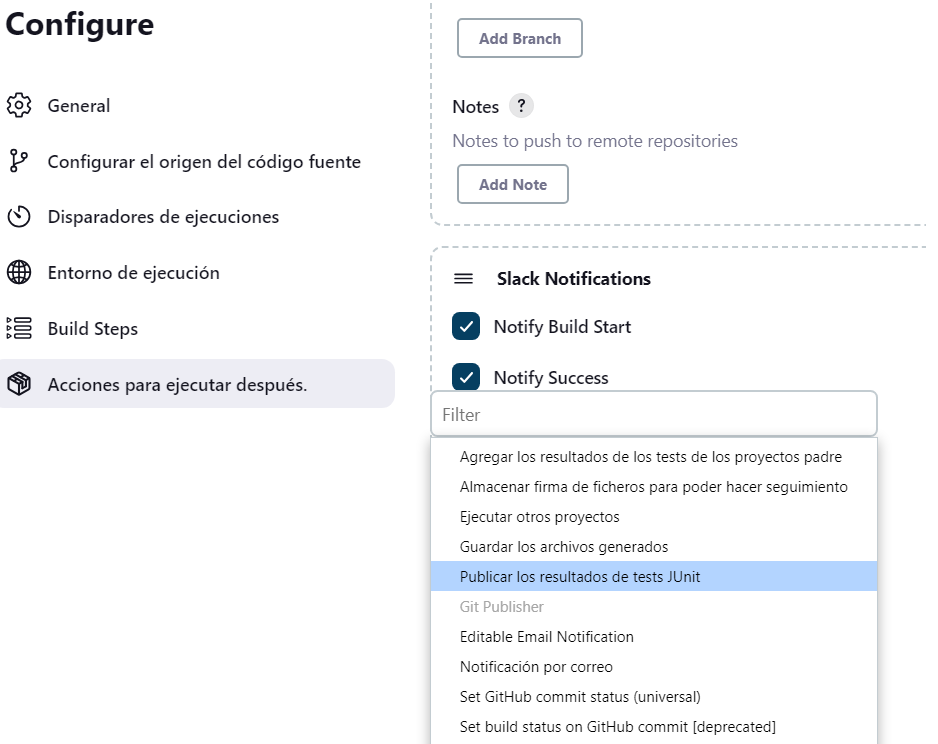 Configure
General
Configurar el origen del código fuente
Disparadores de ejecuciones
Entorno de ejecución
Build Steps
Acciones para ejecutar después.
Add Branch
Notes ?
Notes to push to remote repositories
Add Note
Slack Notifications
Notify Build Start
Notify Success
Filter
Agregar los resultados de los tests de los proyectos padre
Almacenar firma de ficheros para poder hacer seguimiento
Ejecutar otros proyectos
Guardar los archivos generados
Publicar los resultados de tests JUnit
Git Publisher
Editable Email Notification
Notificación por correo
Set GitHub commit status (universal)
Set build status on GitHub commit [deprecated]